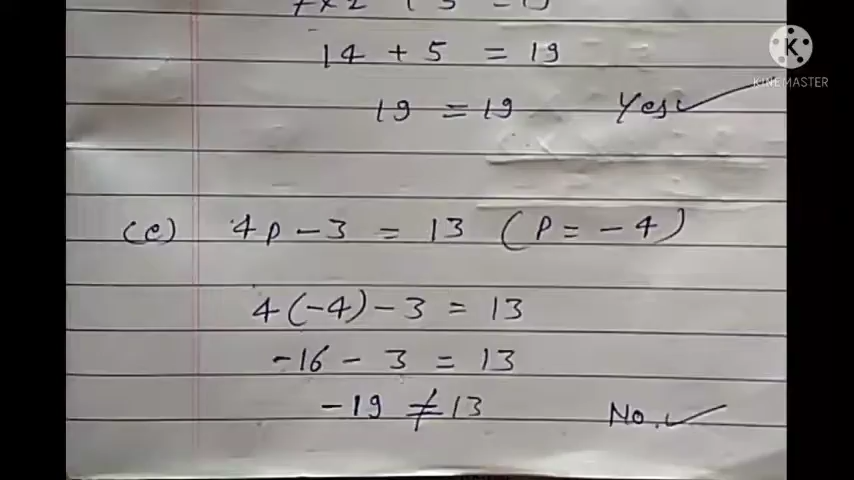 14 + 5 = 19
19 = 19 Yes ✓
(e) 4p - 3 = 13 (p = -4)
4(-4) - 3 = 13
-16 - 3 = 13
-19 ≠ 13 No. ✓
K
KINEMASTER